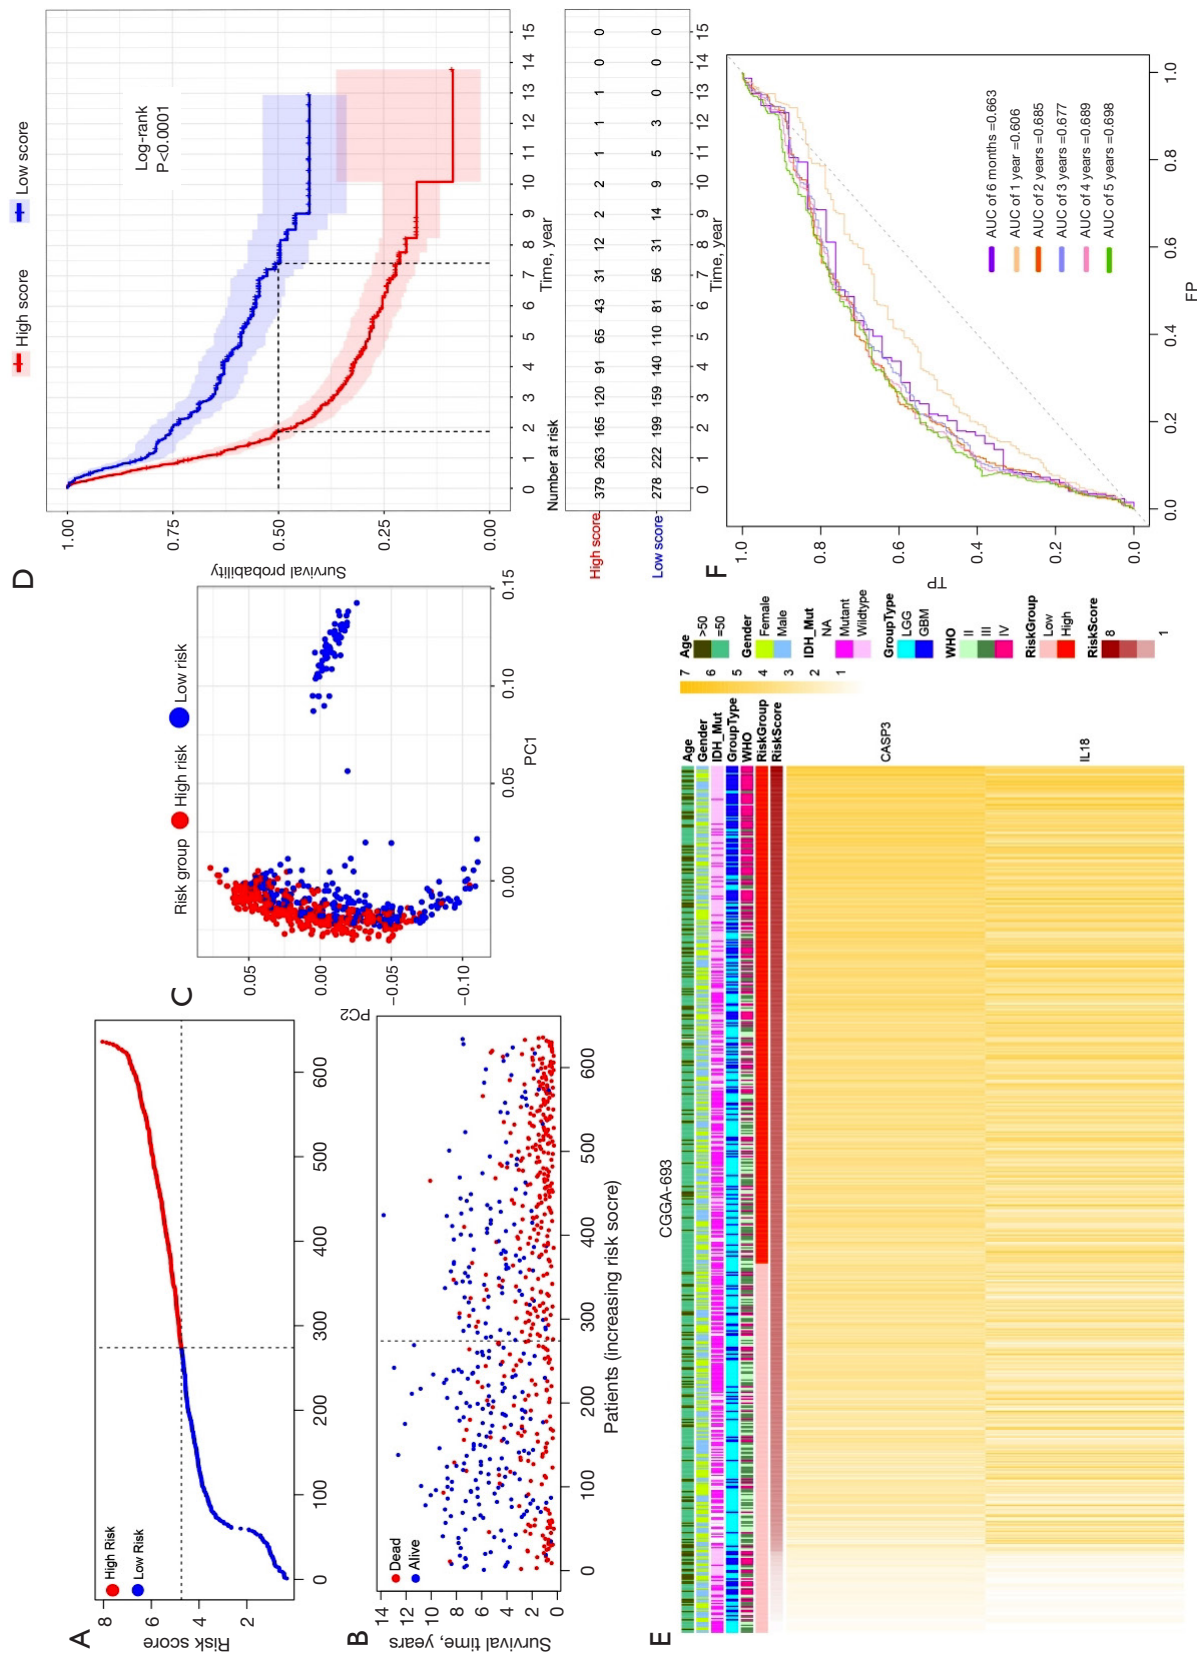 A
High Risk
Low Risk
Risk score
8
6
4
2
0 100 200 300 400 500 600
B
Dead
Alive
Survival time, years
14
12
10
8
6
4
2
0
0 100 200 300 400 500 600
Patients (increasing risk socre)
C
Risk group High risk Low risk
PC2
0.05
0.00
−0.05
−0.10
0.00 0.05 0.10 0.15
PC1
D
High score Low score
Survival probability
1.00
0.75
0.50
0.25
0.00
Log-rank
P<0.0001
0 1 2 3 4 5 6 7 8 9 10 11 12 13 14 15
Time, year
Number at risk
High score 379 263 165 120 91 65 43 31 12 2 2 1 1 1 0 0
Low score 278 222 199 159 140 110 81 56 31 14 9 5 3 0 0 0
0 1 2 3 4 5 6 7 8 9 10 11 12 13 14 15
Time, year
E
CGGA-693
Age
Gender
IDH_Mut
GroupType
WHO
RiskGroup
RiskScore
CASP3
IL18
7
6
5
4
3
2
1
Age
>50
=50
Gender
Female
Male
IDH_Mut
NA
Mutant
Wildtype
GroupType
LGG
GBM
WHO
II
III
IV
RiskGroup
Low
High
RiskScore
8
1
F
TP
1.0
0.8
0.6
0.4
0.2
0.0
AUC of 6 months =0.663
AUC of 1 year =0.606
AUC of 2 years =0.685
AUC of 3 years =0.677
AUC of 4 years =0.689
AUC of 5 years =0.698
0.0 0.2 0.4 0.6 0.8 1.0
FP